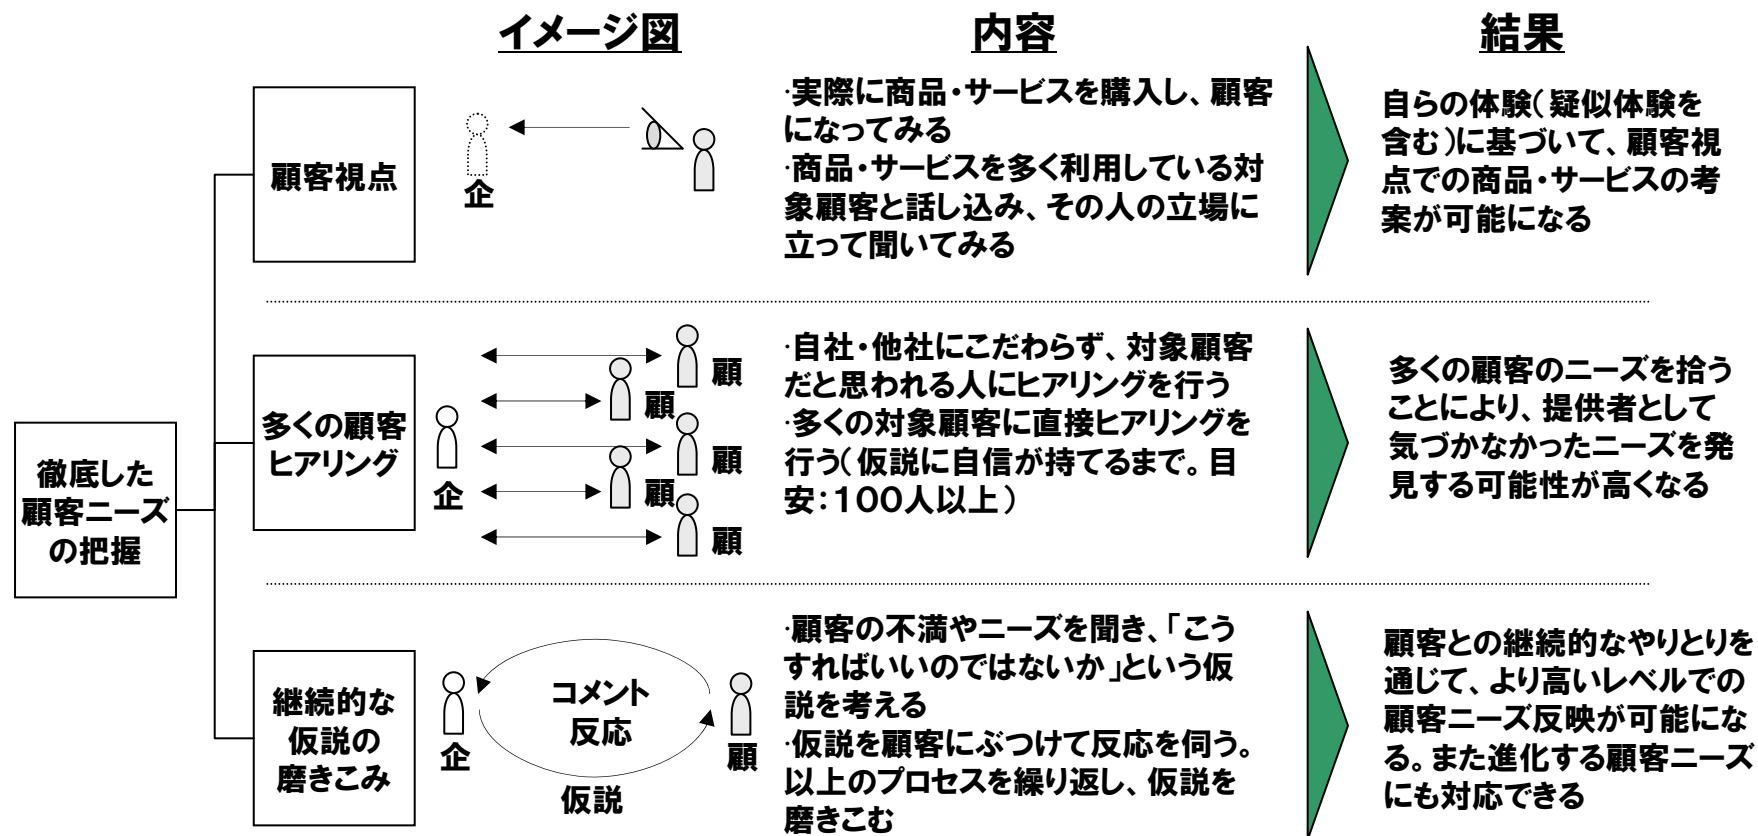 イメージ図
内容
結果
徹底した
顧客ニーズ
の把握
顧客視点
企
・実際に商品・サービスを購入し、顧客
になってみる
・商品・サービスを多く利用している対
象顧客と話し込み、その人の立場に
立って聞いてみる
自らの体験（疑似体験を
含む）に基づいて、顧客視
点での商品・サービスの考
案が可能になる
多くの顧客
ヒアリング
企
顧
顧
顧
顧
顧
・自社・他社にこだわらず、対象顧客
だと思われる人にヒアリングを行う
・多くの対象顧客に直接ヒアリングを
行う（仮説に自信が持てるまで。目
安：１００人以上）
多くの顧客のニーズを拾う
ことにより、提供者として
気づかなかったニーズを発
見する可能性が高くなる
継続的な
仮説の
磨きこみ
企
コメント
反応
仮説
顧
・顧客の不満やニーズを聞き、「こう
すればいいのではないか」という仮
説を考える
・仮説を顧客にぶつけて反応を伺う。
以上のプロセスを繰り返し、仮説を
磨きこむ
顧客との継続的なやりとりを
通じて、より高いレベルでの
顧客ニーズ反映が可能にな
る。また進化する顧客ニーズ
にも対応できる